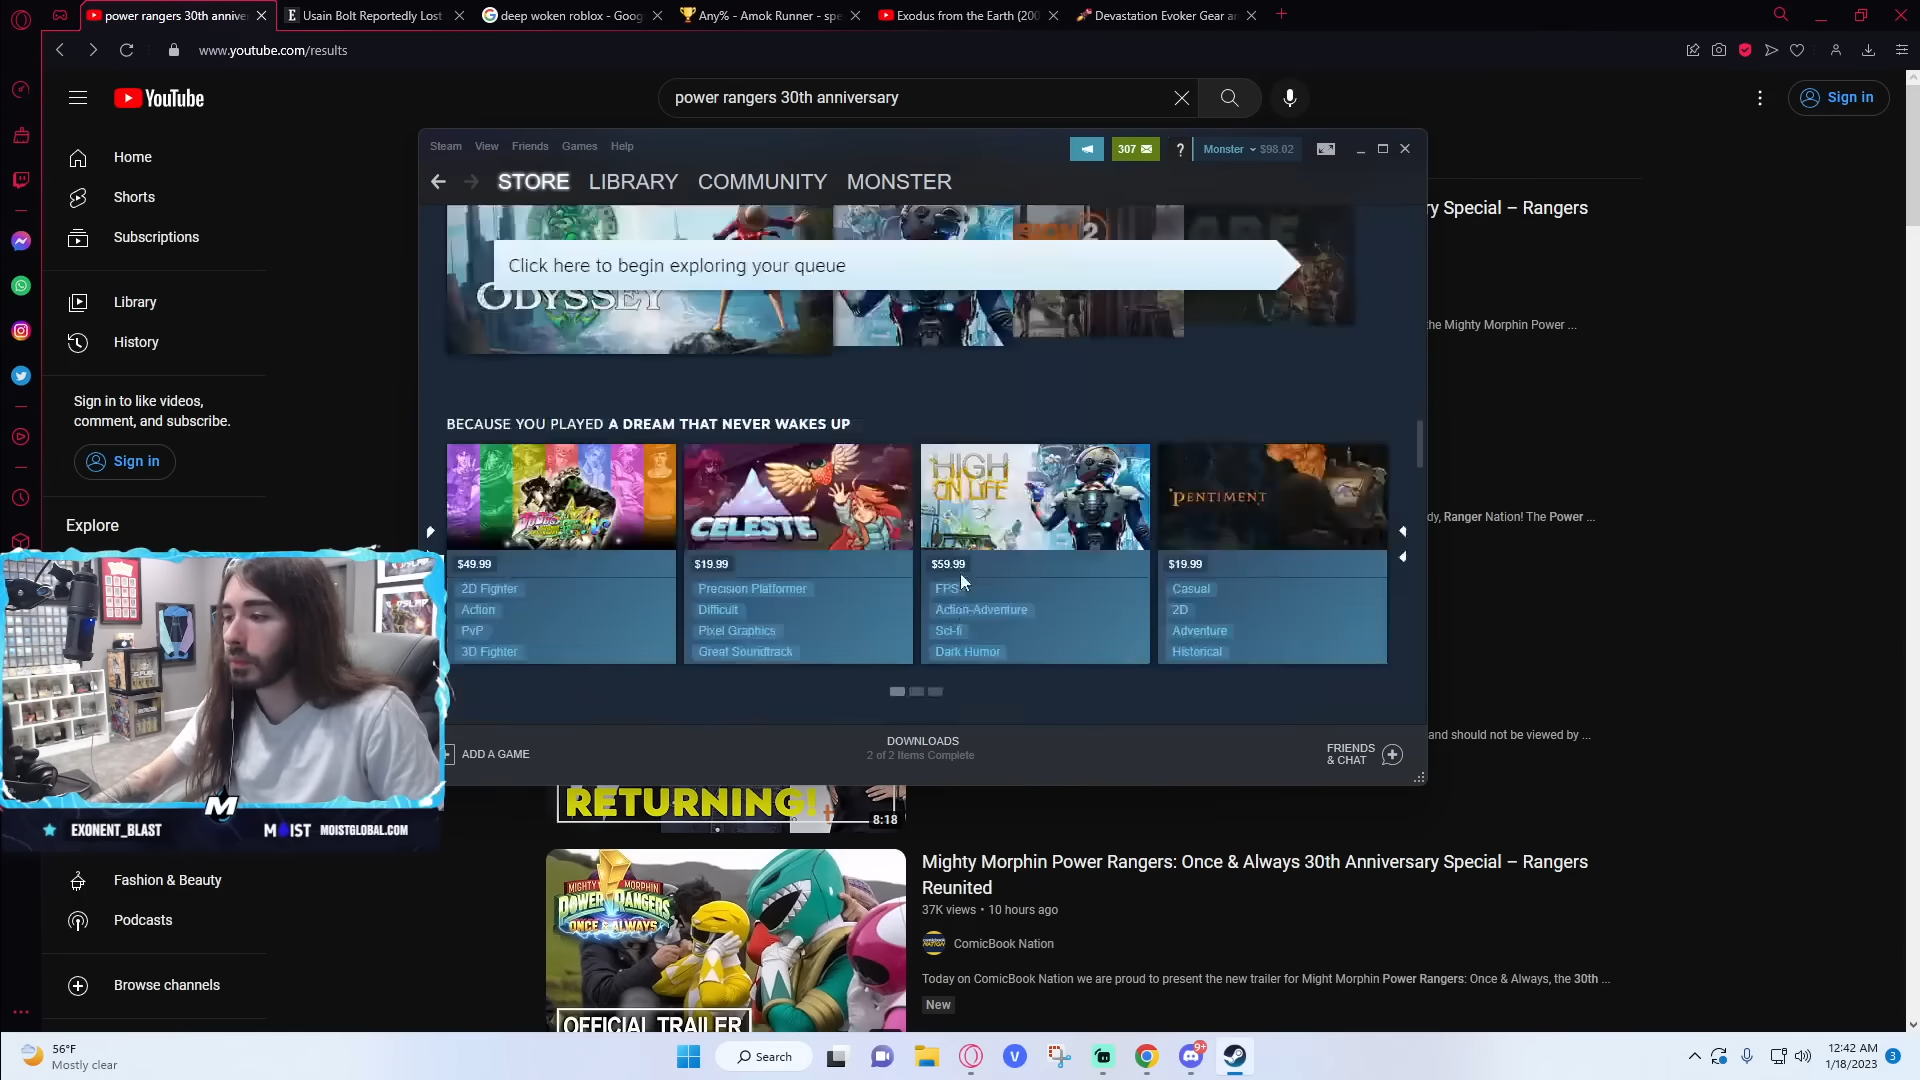 power rangers 30th annive
Usain Bolt Reportedly Lost
deep woken roblox - Goog
Any% - Amok Runner - spe
Exodus from the Earth (200
Devastation Evoker Gear a
www.youtube.com/results
YouTube
power rangers 30th anniversary
Sign in
Home
Shorts
Subscriptions
Library
History
Sign in to like videos,
comment, and subscribe.
Sign in
Explore
Fashion & Beauty
Podcasts
Browse channels
Steam View Friends Games Help
307
?
Monster $98.02
STORE LIBRARY COMMUNITY MONSTER
Click here to begin exploring your queue
ODYSSEY
2
BECAUSE YOU PLAYED A DREAM THAT NEVER WAKES UP
CELESTE
HIGH
ON LIFE
PENTIMENT
$49.99
2D Fighter
Action
PvP
3D Fighter
$19.99
Precision Platformer
Difficult
Pixel Graphics
Great Soundtrack
$59.99
FPS
Action-Adventure
Sci-fi
Dark Humor
$19.99
Casual
2D
Adventure
Historical
ADD A GAME
DOWNLOADS
2 of 2 Items Complete
FRIENDS
& CHAT
ry Special – Rangers
the Mighty Morphin Power ...
dy, Ranger Nation! The Power ...
and should not be viewed by ...
RETURNING!
8:18
MIGHTY MORPHIN
POWER RANGERS
ONCE & ALWAYS
OFFICIAL TRAILER
Mighty Morphin Power Rangers: Once & Always 30th Anniversary Special – Rangers
Reunited
37K views • 10 hours ago
ComicBook Nation
Today on ComicBook Nation we are proud to present the new trailer for Might Morphin Power Rangers: Once & Always, the 30th ...
New
M
EXONENT_BLAST
MOIST
MOISTGLOBAL.COM
56°F
Mostly clear
Search
V
9+
12:42 AM
1/18/2023
3